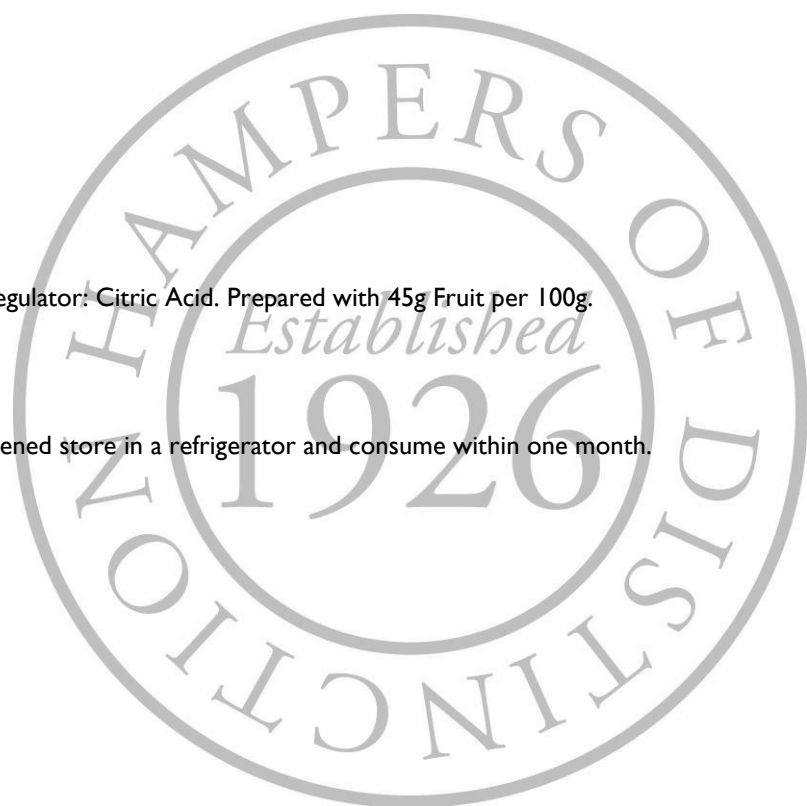 HAMPERS OF DISTINCTION
egulator: Citric Acid. Prepared with 45g Fruit per 100g.
Established
1926
ened store in a refrigerator and consume within one month.